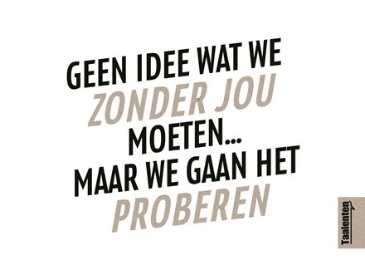 GEEN IDEE WAT WE
ZONDER JOU
MOETEN...
MAAR WE GAAN HET
PROBEREN
Taalenten